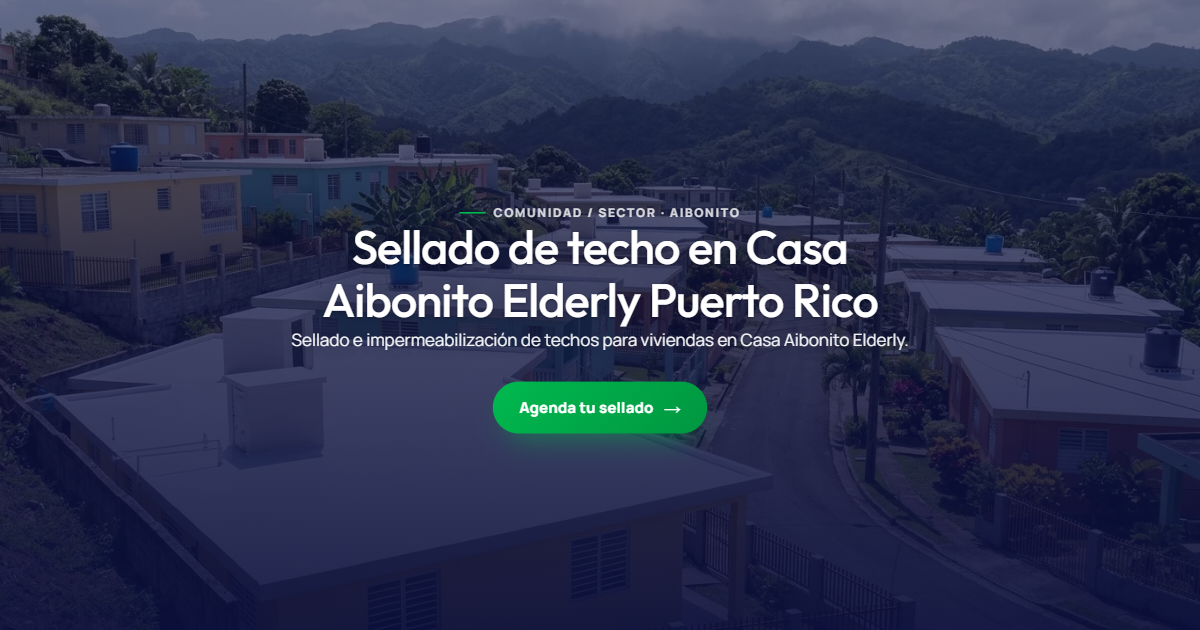 COMUNIDAD / SECTOR · AIBONITO
Sellado de techo en Casa
Aibonito Elderly Puerto Rico
Sellado e impermeabilización de techos para viviendas en Casa Aibonito Elderly.
Agenda tu sellado →